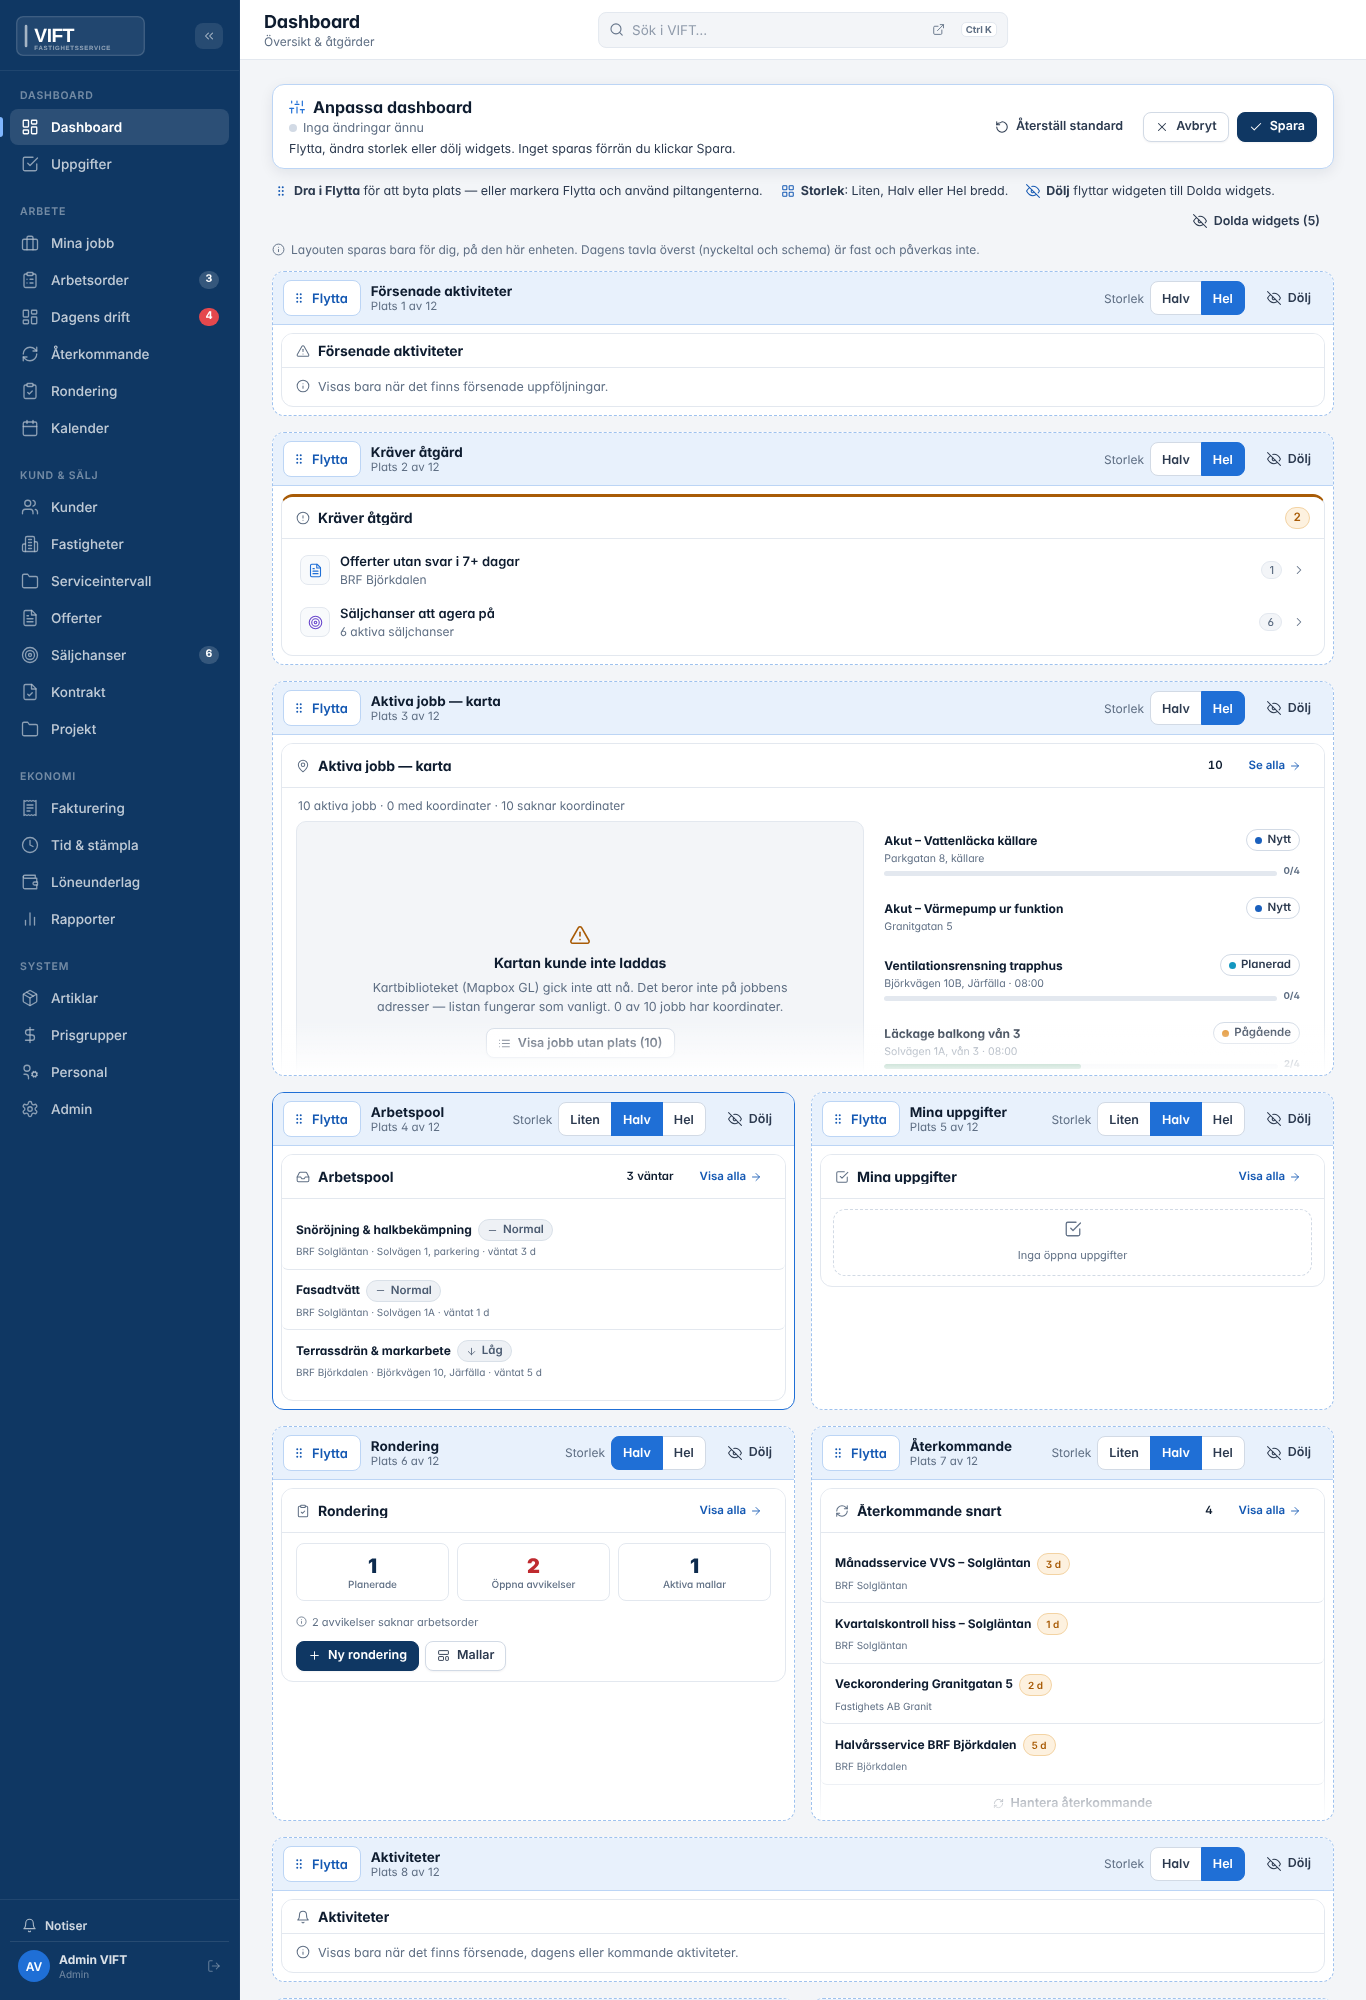 VIFT
FASTIGHETSSERVICE
DASHBOARD
Dashboard
Uppgifter
ARBETE
Mina jobb
Arbetsorder 3
Dagens drift 4
Återkommande
Rondering
Kalender
KUND & SÄLJ
Kunder
Fastigheter
Serviceintervall
Offerter
Säljchanser 6
Kontrakt
Projekt
EKONOMI
Fakturering
Tid & stämpla
Löneunderlag
Rapporter
SYSTEM
Artiklar
Prisgrupper
Personal
Admin
Notiser
AV
Admin VIFT
Admin
Dashboard
Översikt & åtgärder
Sök i VIFT... Ctrl K
Anpassa dashboard
Inga ändringar ännu
Flytta, ändra storlek eller dölj widgets. Inget sparas förrän du klickar Spara.
Återställ standard Avbryt Spara
Dra i Flytta för att byta plats — eller markera Flytta och använd piltangenterna. Storlek: Liten, Halv eller Hel bredd. Dölj flyttar widgeten till Dolda widgets.
Dolda widgets (5)
Layouten sparas bara för dig, på den här enheten. Dagens tavla överst (nyckeltal och schema) är fast och påverkas inte.
Flytta Försenade aktiviteter Storlek Halv Hel Dölj
Plats 1 av 12
Försenade aktiviteter
Visas bara när det finns försenade uppföljningar.
Flytta Kräver åtgärd Storlek Halv Hel Dölj
Plats 2 av 12
Kräver åtgärd 2
Offerter utan svar i 7+ dagar 1
BRF Björkdalen
Säljchanser att agera på 6
6 aktiva säljchanser
Flytta Aktiva jobb — karta Storlek Halv Hel Dölj
Plats 3 av 12
Aktiva jobb — karta 10 Se alla →
10 aktiva jobb · 0 med koordinater · 10 saknar koordinater
Kartan kunde inte laddas
Kartbiblioteket (Mapbox GL) gick inte att nå. Det beror inte på jobbens
adresser — listan fungerar som vanligt. 0 av 10 jobb har koordinater.
Visa jobb utan plats (10)
Akut – Vattenläcka källare Nytt
Parkgatan 8, källare
0/4
Akut – Värmepump ur funktion Nytt
Granitgatan 5
Ventilationsrensning trapphus Planerad
Björkvägen 10B, Järfälla · 08:00
0/4
Läckage balkong vån 3 Pågående
Solvägen 1A, vån 3 · 08:00
2/4
Flytta Arbetspool Storlek Liten Halv Hel Dölj
Plats 4 av 12
Arbetspool 3 väntar Visa alla →
Snöröjning & halkbekämpning — Normal
BRF Solgläntan · Solvägen 1, parkering · väntat 3 d
Fasadtvätt — Normal
BRF Solgläntan · Solvägen 1A · väntat 1 d
Terrassdrän & markarbete ↓ Låg
BRF Björkdalen · Björkvägen 10, Järfälla · väntat 5 d
Flytta Mina uppgifter Storlek Liten Halv Hel Dölj
Plats 5 av 12
Mina uppgifter Visa alla →
Inga öppna uppgifter
Flytta Rondering Storlek Halv Hel Dölj
Plats 6 av 12
Rondering Visa alla →
1 2 1
Planerade Öppna avvikelser Aktiva mallar
2 avvikelser saknar arbetsorder
+ Ny rondering Mallar
Flytta Återkommande Storlek Liten Halv Hel Dölj
Plats 7 av 12
Återkommande snart 4 Visa alla →
Månadsservice VVS – Solgläntan 3 d
BRF Solgläntan
Kvartalskontroll hiss – Solgläntan 1 d
BRF Solgläntan
Veckorondering Granitgatan 5 2 d
Fastighets AB Granit
Halvårsservice BRF Björkdalen 5 d
BRF Björkdalen
Hantera återkommande
Flytta Aktiviteter Storlek Halv Hel Dölj
Plats 8 av 12
Aktiviteter
Visas bara när det finns försenade, dagens eller kommande aktiviteter.